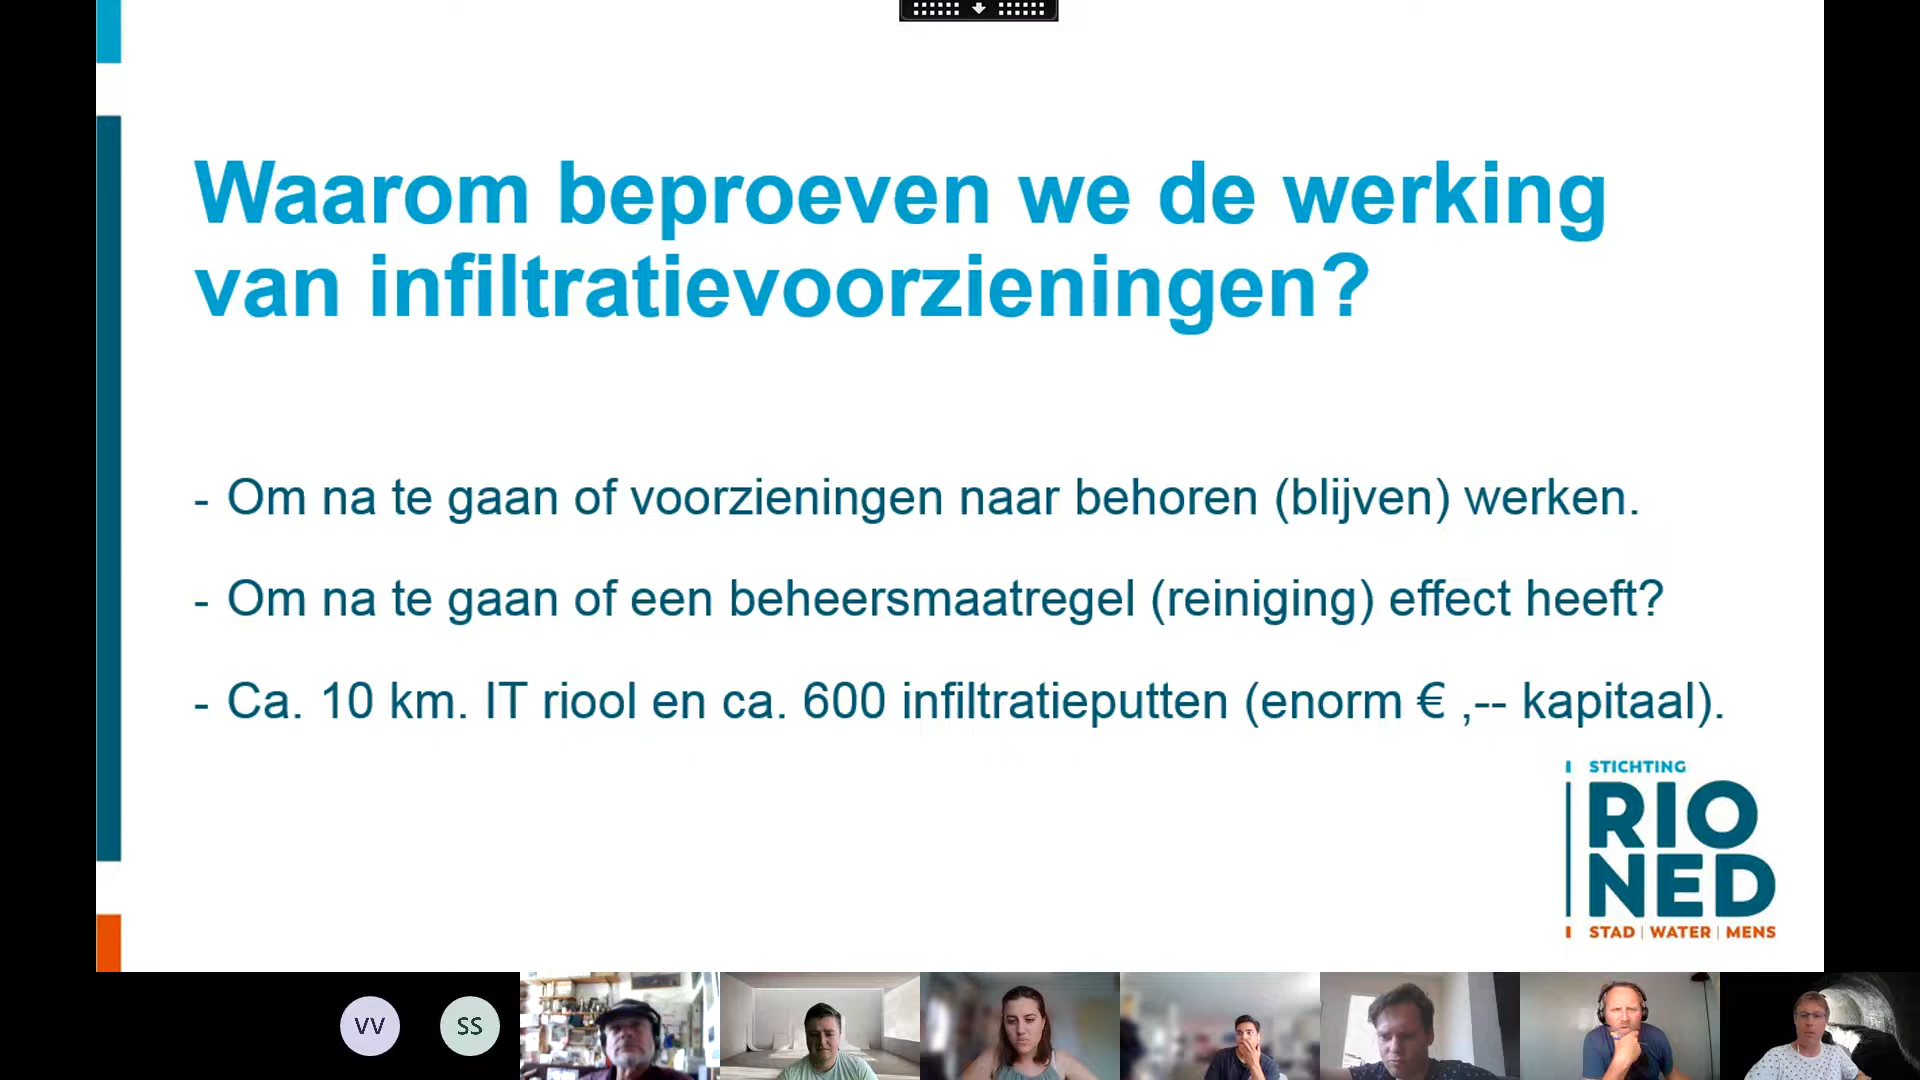 Waarom beproeven we de werking
van infiltratievoorzieningen?
- Om na te gaan of voorzieningen naar behoren (blijven) werken.
- Om na te gaan of een beheersmaatregel (reiniging) effect heeft?
- Ca. 10 km. IT riool en ca. 600 infiltratieputten (enorm € ,-- kapitaal).
STICHTING
RIO
NED
STAD | WATER | MENS
VV
SS